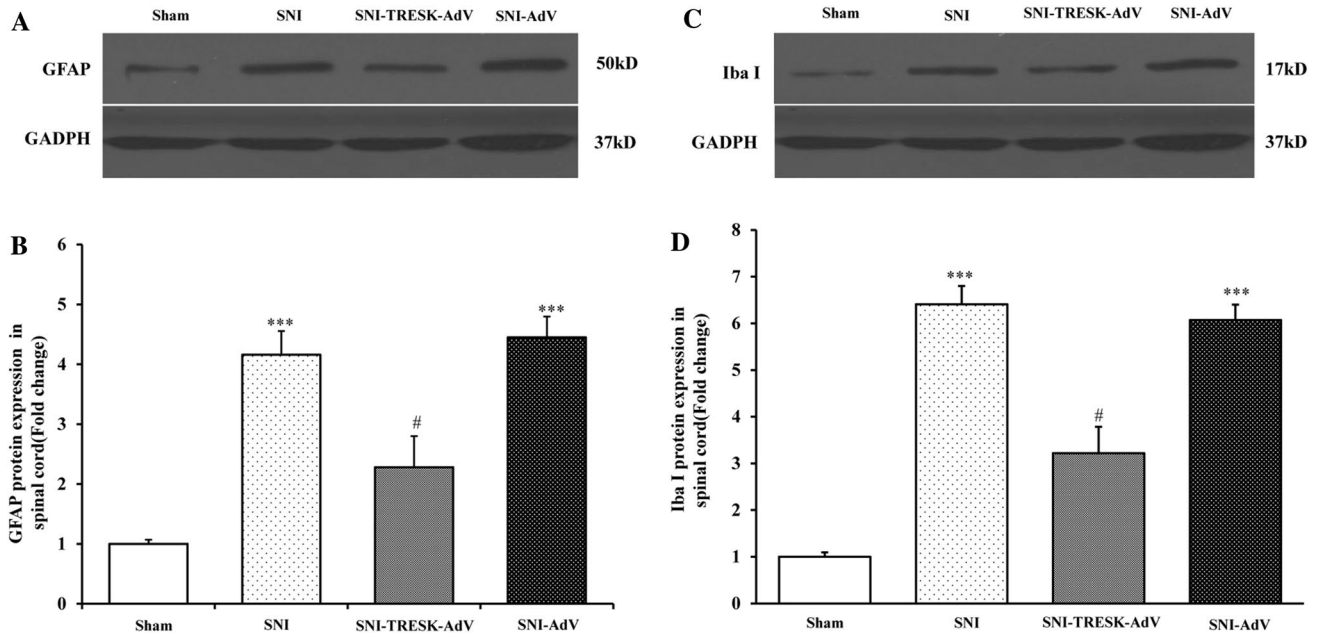 A
Sham SNI SNI-TRESK-AdV SNI-AdV
GFAP 50kD
GADPH 37kD
C
Sham SNI SNI-TRESK-AdV SNI-AdV
Iba I 17kD
GADPH 37kD
B
GFAP protein expression in
spinal cord(Fold change)
6
5
4
3
2
1
0
***
#
***
Sham SNI SNI-TRESK-AdV SNI-AdV
D
Iba I protein expression in
spinal cord(Fold change)
8
7
6
5
4
3
2
1
0
***
#
***
Sham SNI SNI-TRESK-AdV SNI-AdV